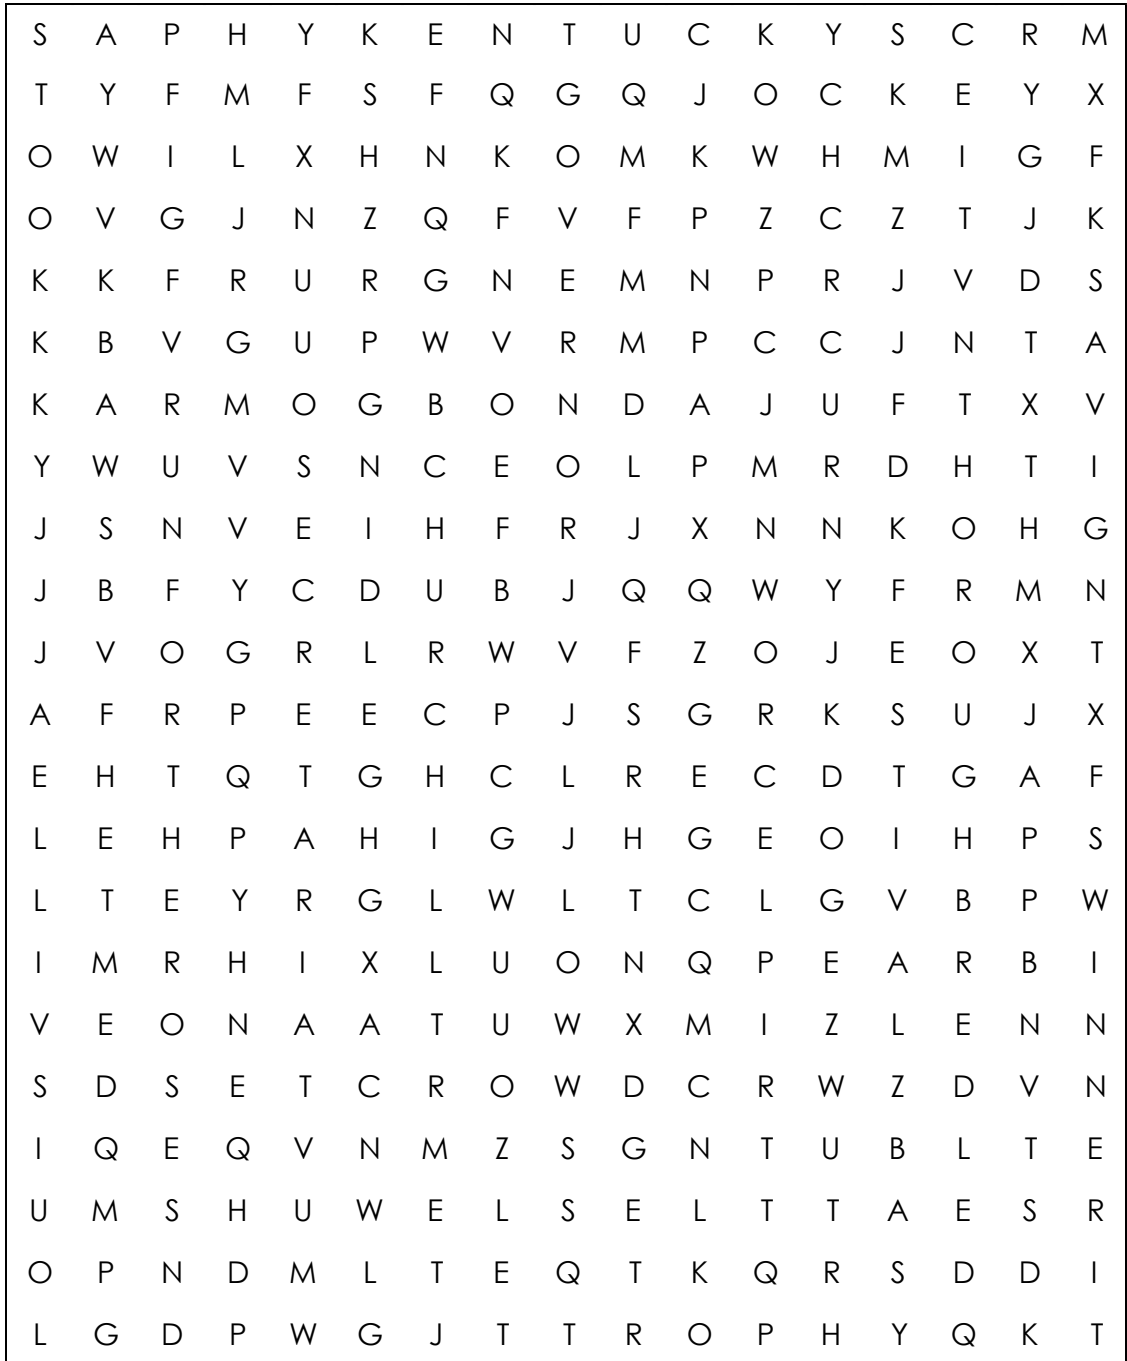 S A P H Y K E N T U C K Y S C R M
T Y F M F S F Q G Q J O C K E Y X
O W I L X H N K O M K W H M I G F
O V G J N Z Q F V F P Z C Z T J K
K K F R U R G N E M N P R J V D S
K B V G U P W V R M P C C J N T A
K A R M O G B O N D A J U F T X V
Y W U V S N C E O L P M R D H T I
J S N V E I H F R J X N N K O H G
J B F Y C D U B J Q Q W Y F R M N
J V O G R L R W V F Z O J E O X T
A F R P E E C P J S G R K S U J X
E H T Q T G H C L R E C D T G A F
L E H P A H I G J H G E O I H P S
L T E Y R G L W L T C L G V B P W
I M R H I X L U O N Q P E A R B I
V E O N A A T U W X M I Z L E N N
S D S E T C R O W D C R W Z D V N
I Q E Q V N M Z S G N T U B L T E
U M S H U W E L S E L T T A E S R
O P N D M L T E Q T K Q R S D D I
L G D P W G J T T R O P H Y Q K T